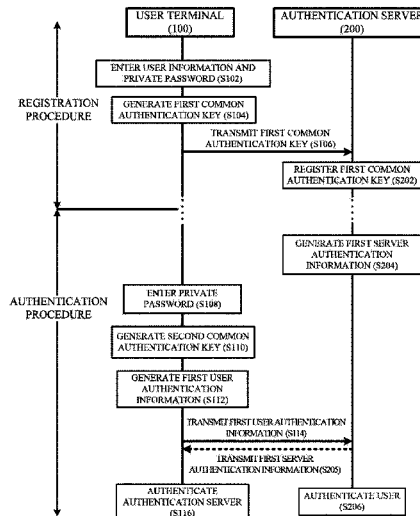 USER TERMINAL
(100)
AUTHENTICATION SERVER
(200)
ENTER USER INFORMATION AND
PRIVATE PASSWORD (S102)
REGISTRATION
PROCEDURE
GENERATE FIRST COMMON
AUTHENTICATION KEY (S104)
TRANSMIT FIRST COMMON
AUTHENTICATION KEY (S106)
REGISTER FIRST COMMON
AUTHENTICATION KEY (S202)
GENERATE FIRST SERVER
AUTHENTICATION
INFORMATION (S204)
AUTHENTICATION
PROCEDURE
ENTER PRIVATE
PASSWORD (S108)
GENERATE SECOND COMMON
AUTHENTICATION KEY (S110)
GENERATE FIRST USER
AUTHENTICATION
INFORMATION (S112)
TRANSMIT FIRST USER AUTHENTICATION
INFORMATION (S114)
TRANSMIT FIRST SERVER
AUTHENTICATION INFORMATION (S205)
AUTHENTICATE
AUTHENTICATION SERVER
(S116)
AUTHENTICATE USER
(S206)